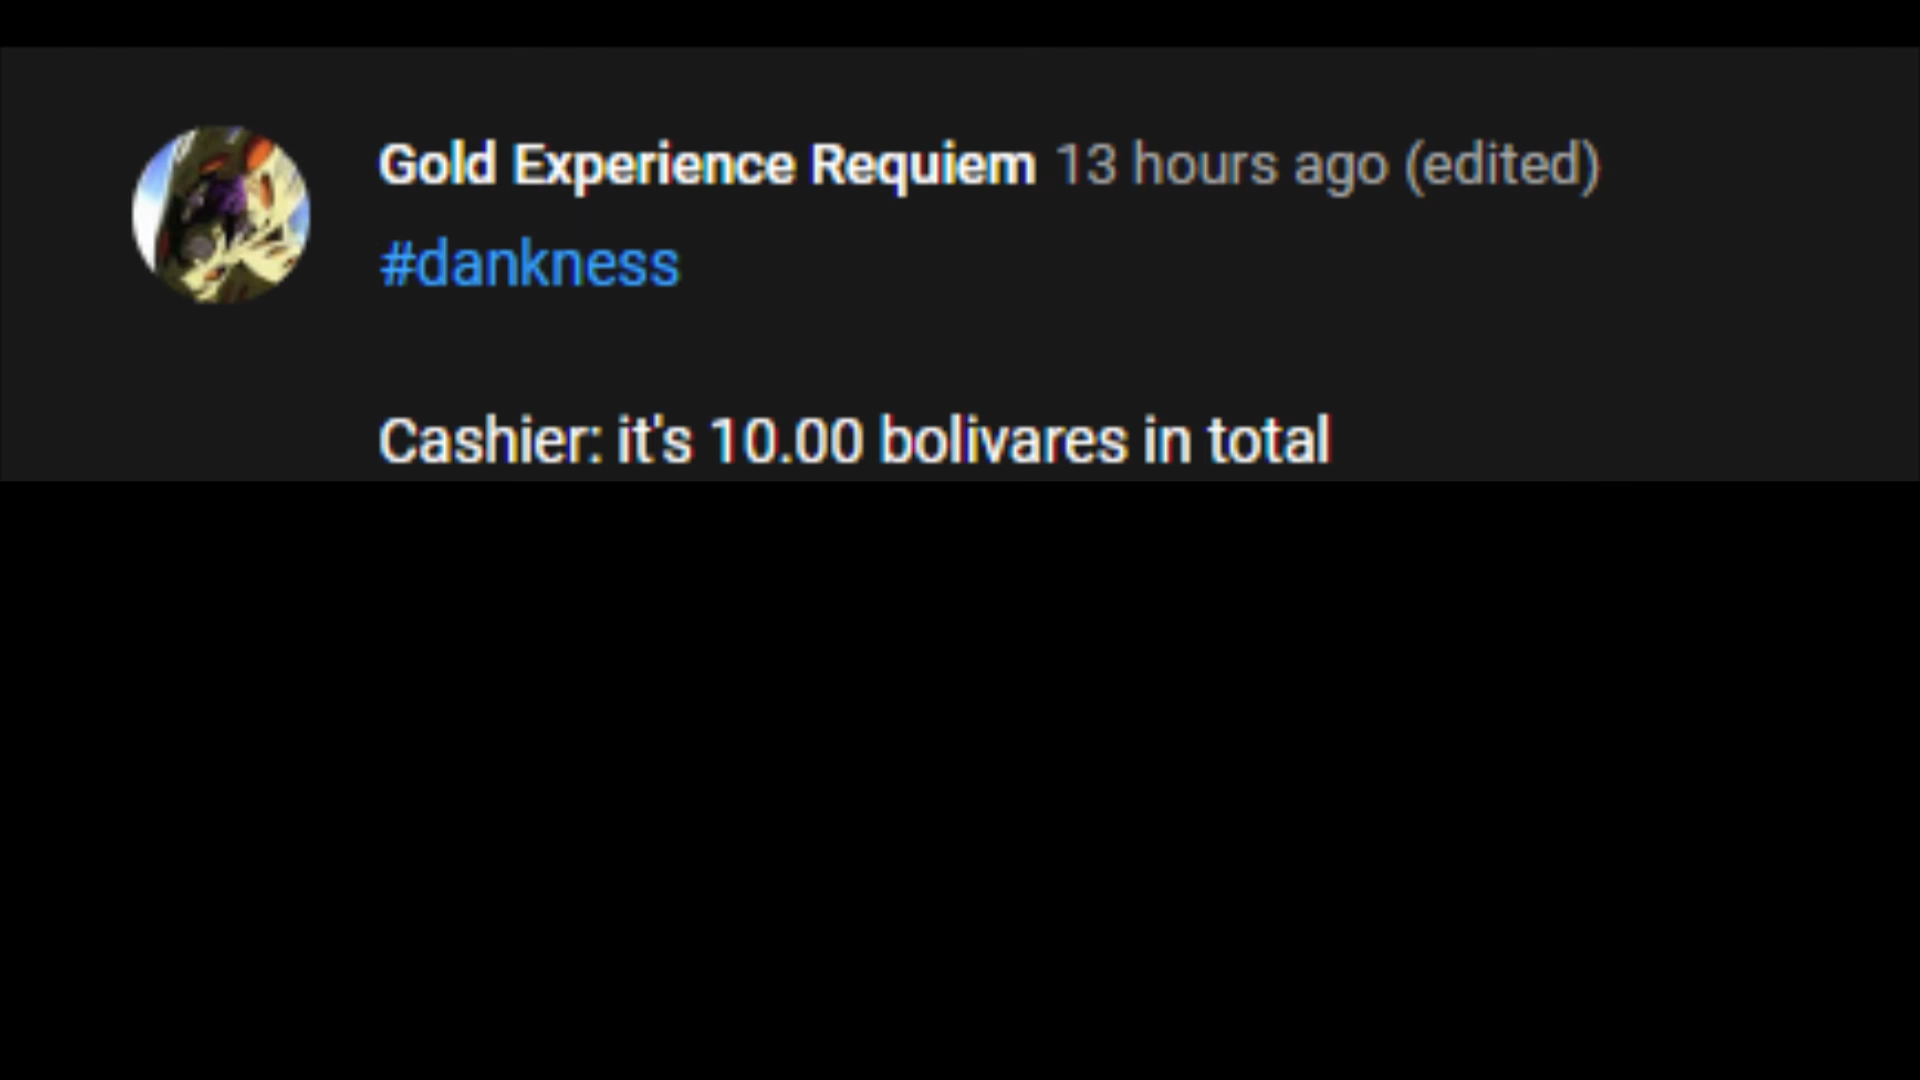 Gold Experience Requiem 13 hours ago (edited)
#dankness
Cashier: it's 10.00 bolivares in total